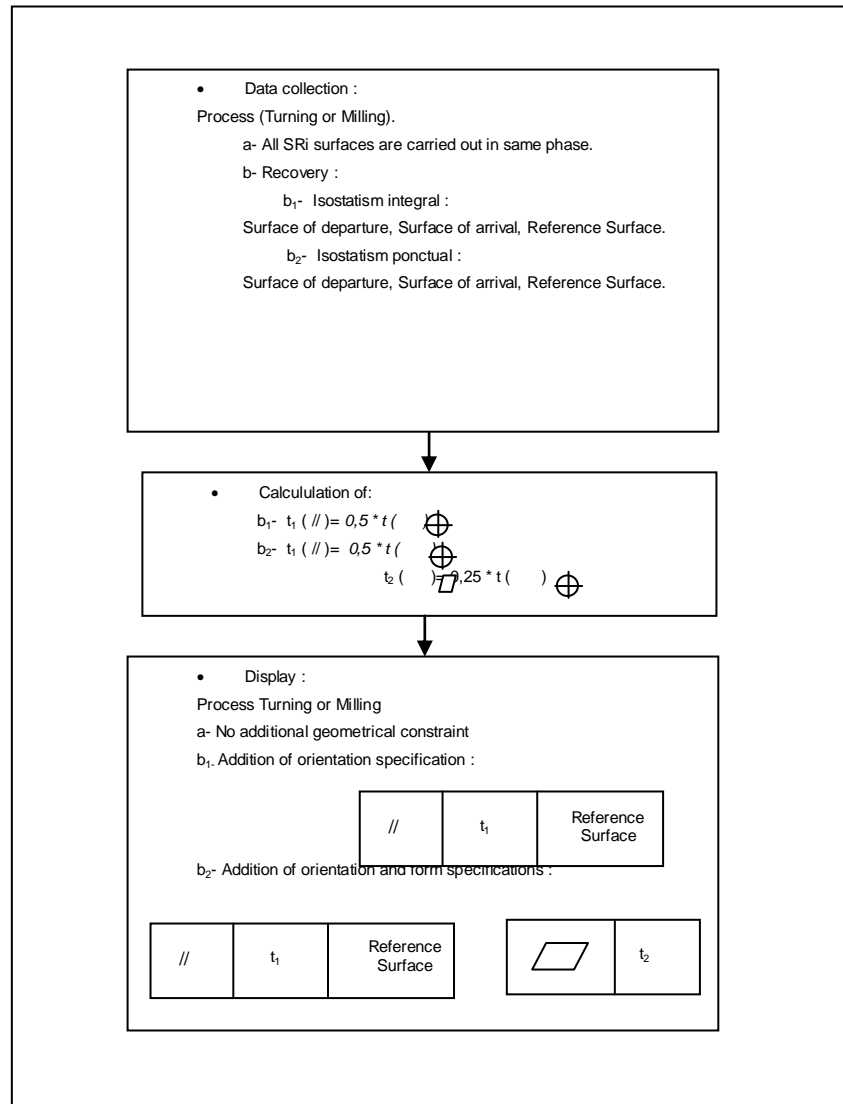 • Data collection :
Process (Turning or Milling).
a- All SRi surfaces are carried out in same phase.
b- Recovery :
b₁- Isostatism integral :
Surface of departure, Surface of arrival, Reference Surface.
b₂- Isostatism ponctual :
Surface of departure, Surface of arrival, Reference Surface.
• Calcululation of:
b₁- t₁ ( // )= 0,5 * t ( )
b₂- t₁ ( // )= 0,5 * t ( )
t₂ ( )= 0,25 * t ( )
• Display :
Process Turning or Milling
a- No additional geometrical constraint
b₁- Addition of orientation specification :
// t₁ Reference Surface
b₂- Addition of orientation and form specifications :
// t₁ Reference Surface
t₂